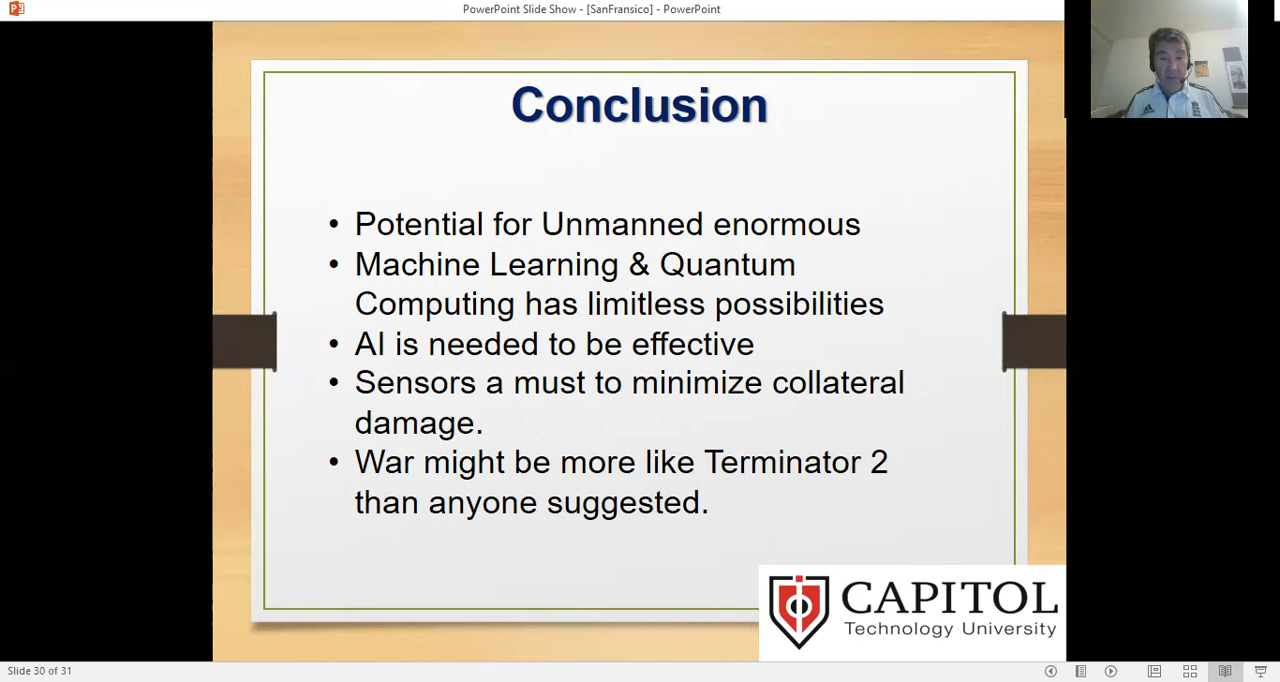 PowerPoint Slide Show - [SanFransico] - PowerPoint
Conclusion
• Potential for Unmanned enormous
• Machine Learning & Quantum
Computing has limitless possibilities
• AI is needed to be effective
• Sensors a must to minimize collateral
damage.
• War might be more like Terminator 2
than anyone suggested.
CAPITOL
Technology University
Slide 30 of 31